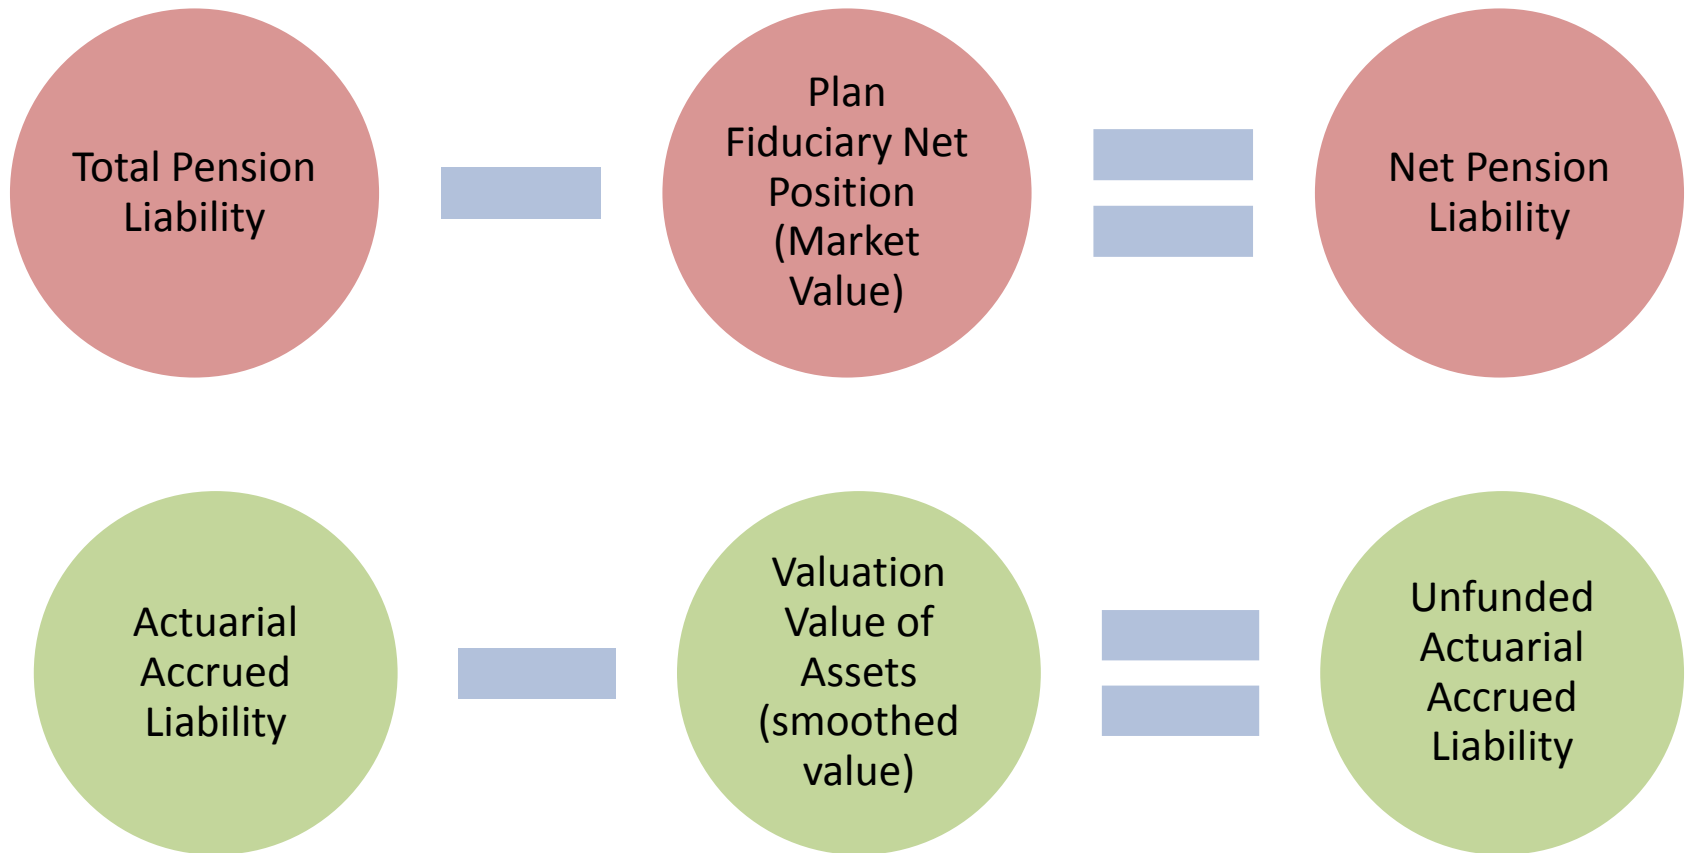 Total Pension
Liability
Plan
Fiduciary Net
Position
(Market
Value)
Net Pension
Liability
Actuarial
Accrued
Liability
Valuation
Value of
Assets
(smoothed
value)
Unfunded
Actuarial
Accrued
Liability